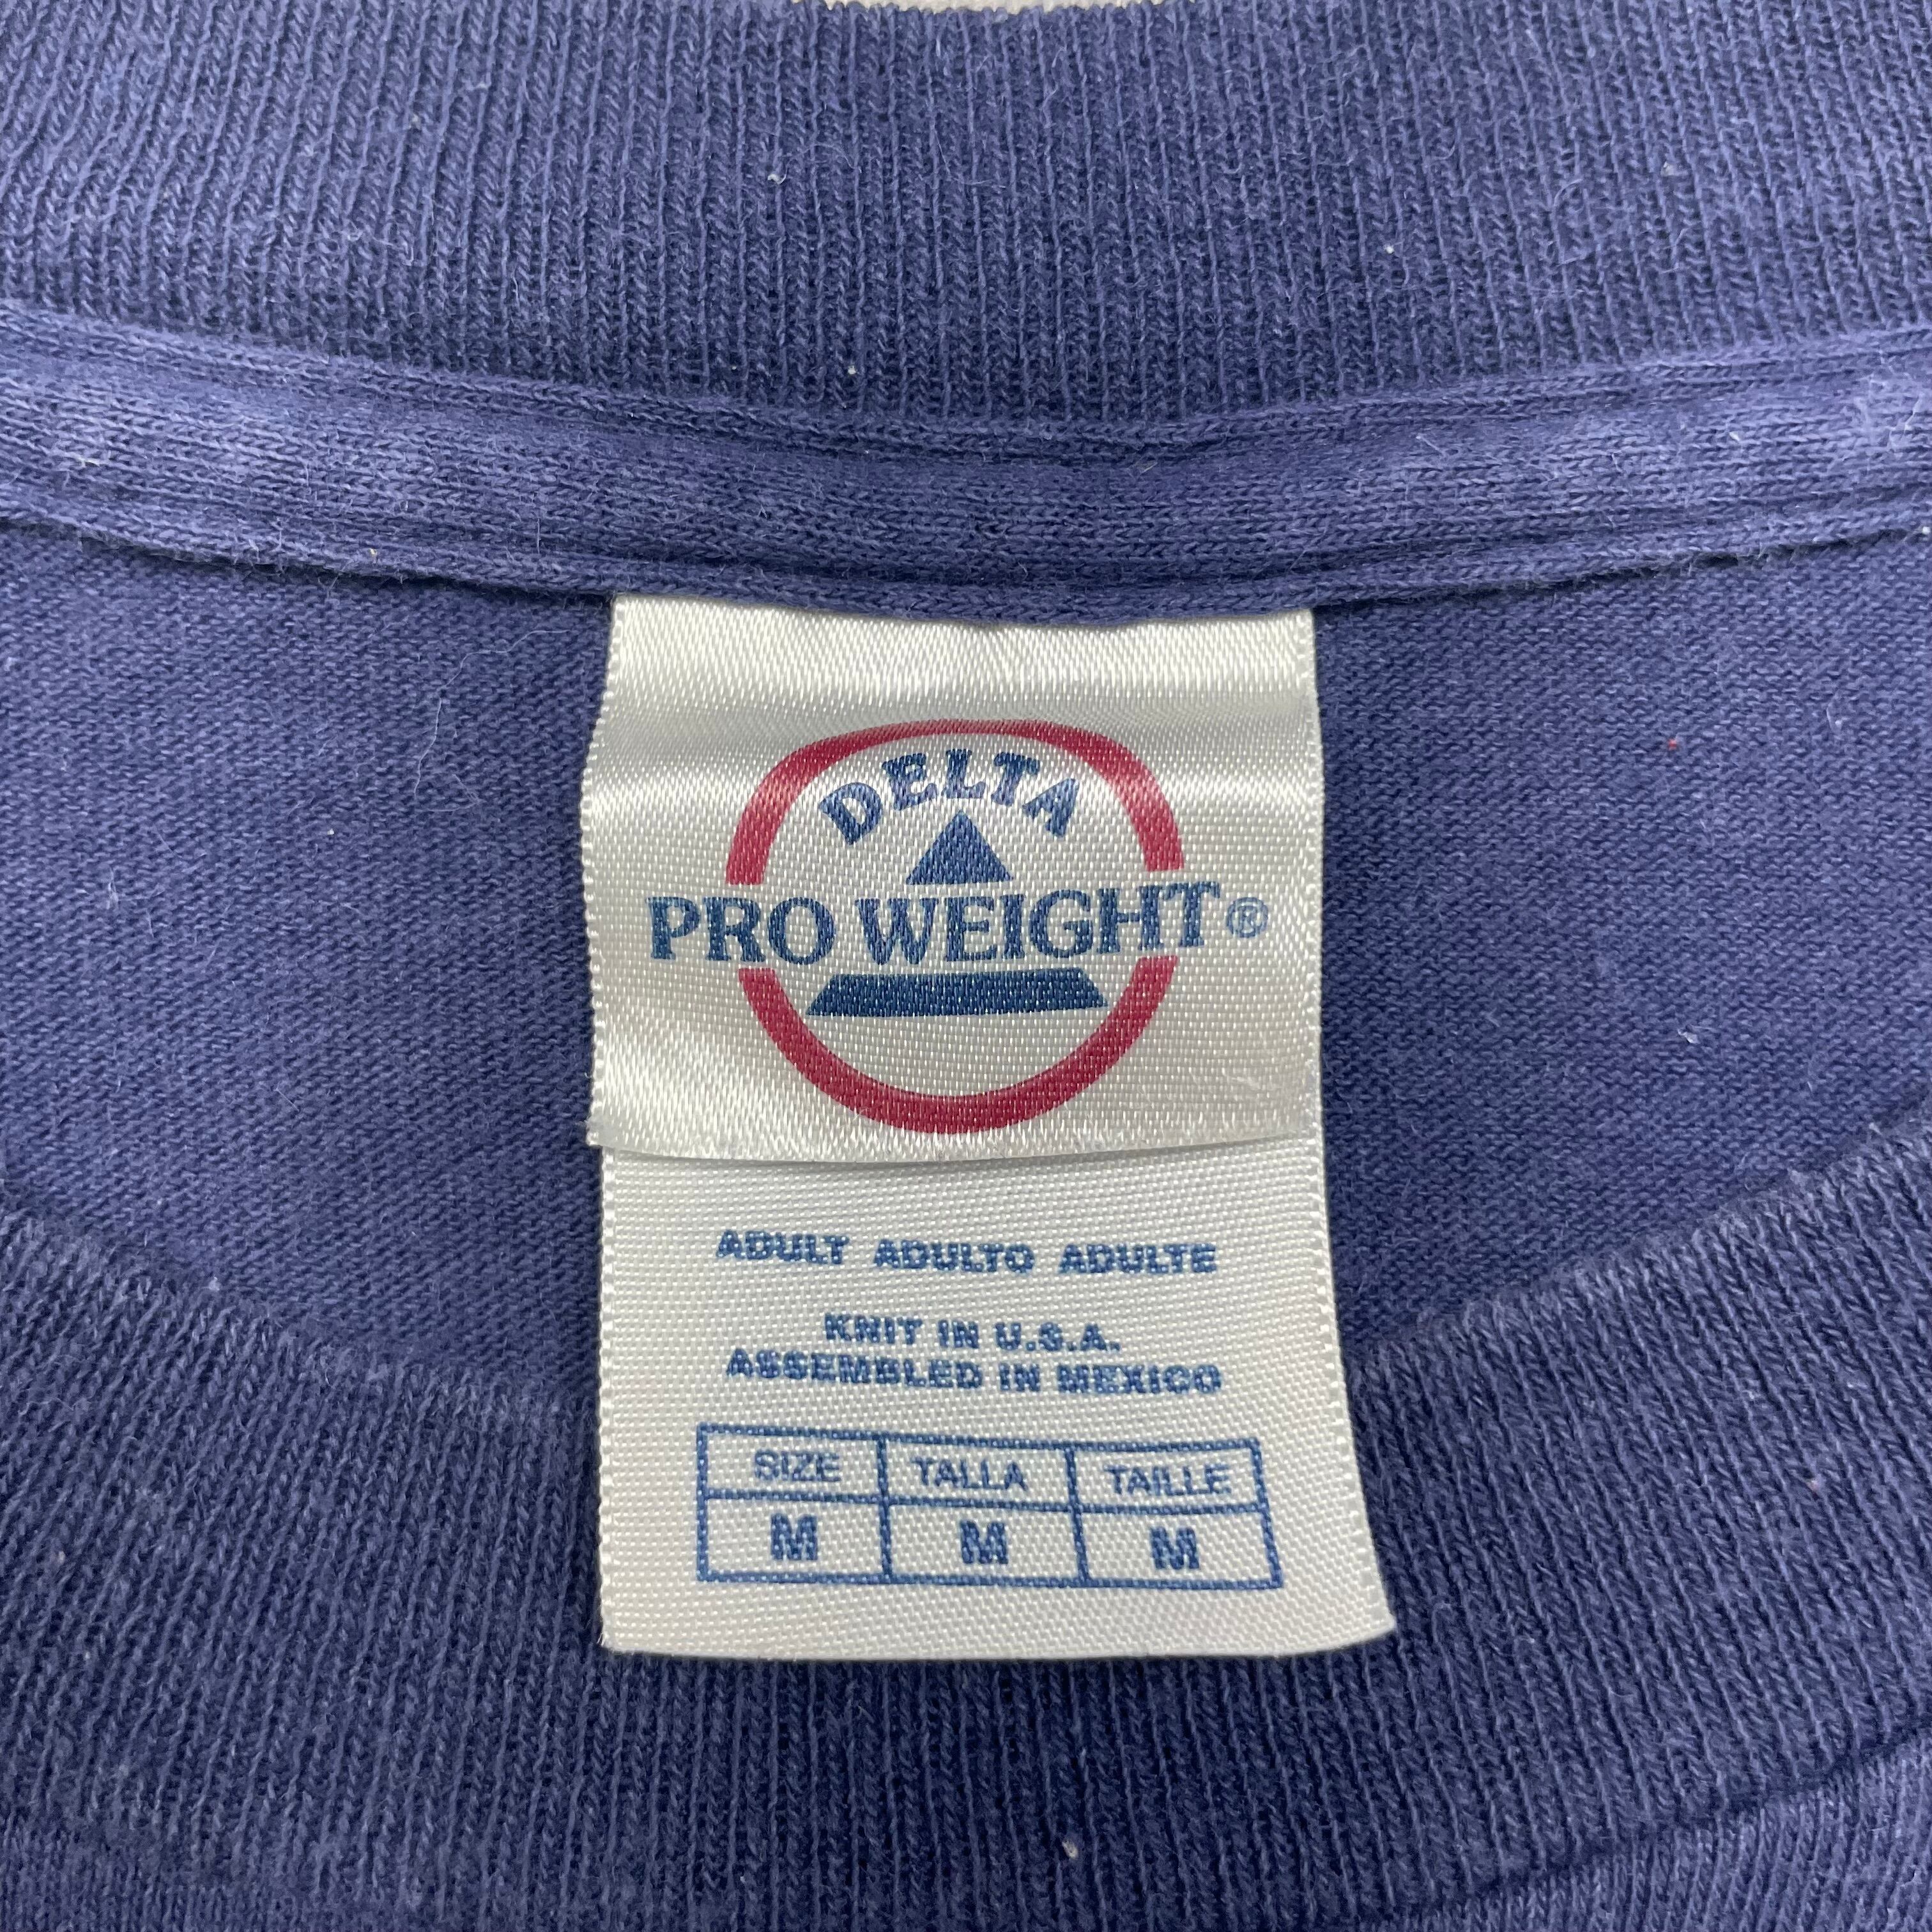 DELTA
PRO WEIGHT®
ADULT ADULTO ADULTE
KNIT IN U.S.A.
ASSEMBLED IN MEXICO
SIZE TALLA TAILLE
M M M